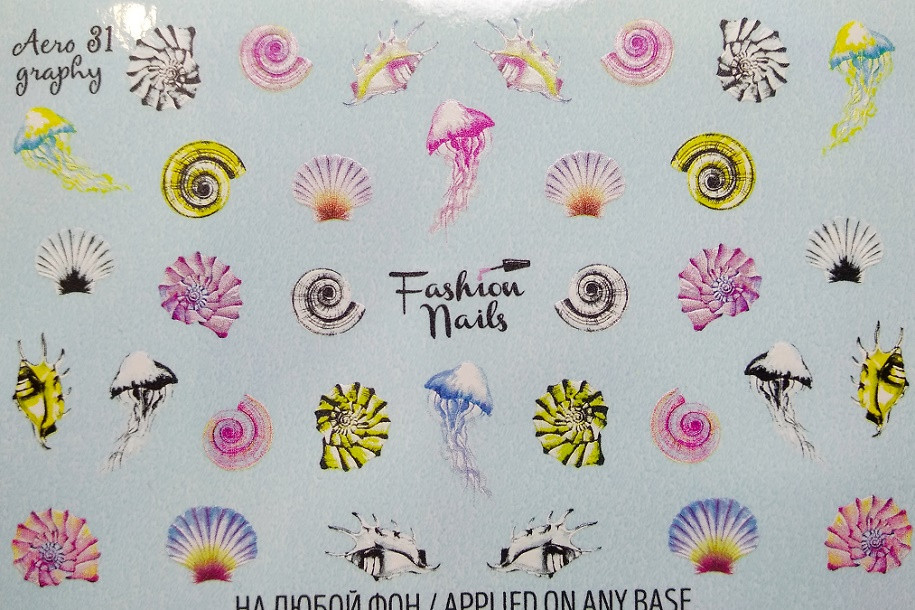 Aero 31
graphy
Fashion
Nails
НА ЛЮБОЙ ФОН / APPLIED ON ANY BASE